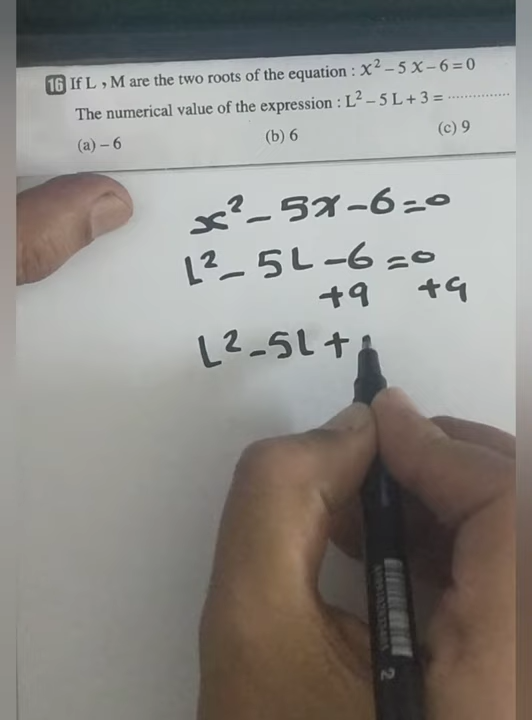 16 If L , M are the two roots of the equation : x² – 5 x – 6 = 0
The numerical value of the expression : L² – 5 L + 3 = ...............
(a) – 6 (b) 6 (c) 9
x² – 5x – 6 = 0
L² – 5L – 6 = 0
+9 +9
L² – 5L +
2